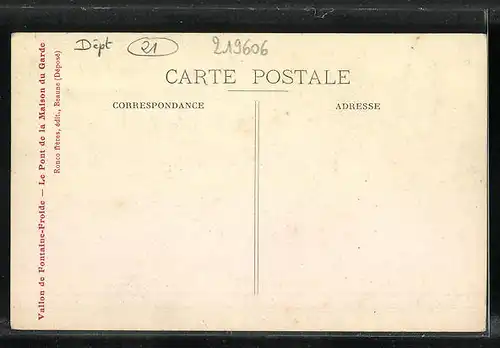 Dépt 21 219606
CARTE POSTALE
CORRESPONDANCE ADRESSE
Vallon de Fontaine-Froide — Le Pont de la Maison du Garde
Ronco frères, édit., Beaune (Déposé)